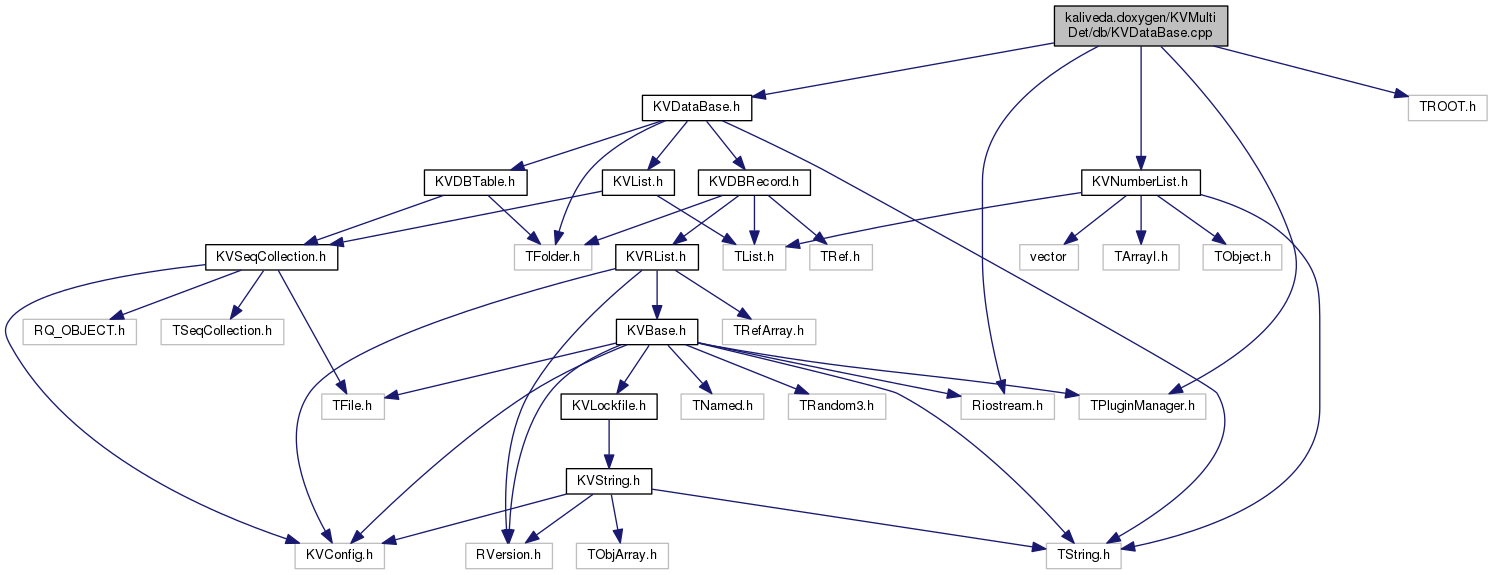 kaliveda.doxygen/KVMulti
Det/db/KVDataBase.cpp
KVDataBase.h
TROOT.h
KVDBTable.h
KVList.h
KVDBRecord.h
KVNumberList.h
KVSeqCollection.h
TFolder.h
KVRList.h
TList.h
TRef.h
vector
TArrayI.h
TObject.h
RQ_OBJECT.h
TSeqCollection.h
KVBase.h
TRefArray.h
TFile.h
KVLockfile.h
TNamed.h
TRandom3.h
Riostream.h
TPluginManager.h
KVString.h
KVConfig.h
RVersion.h
TObjArray.h
TString.h